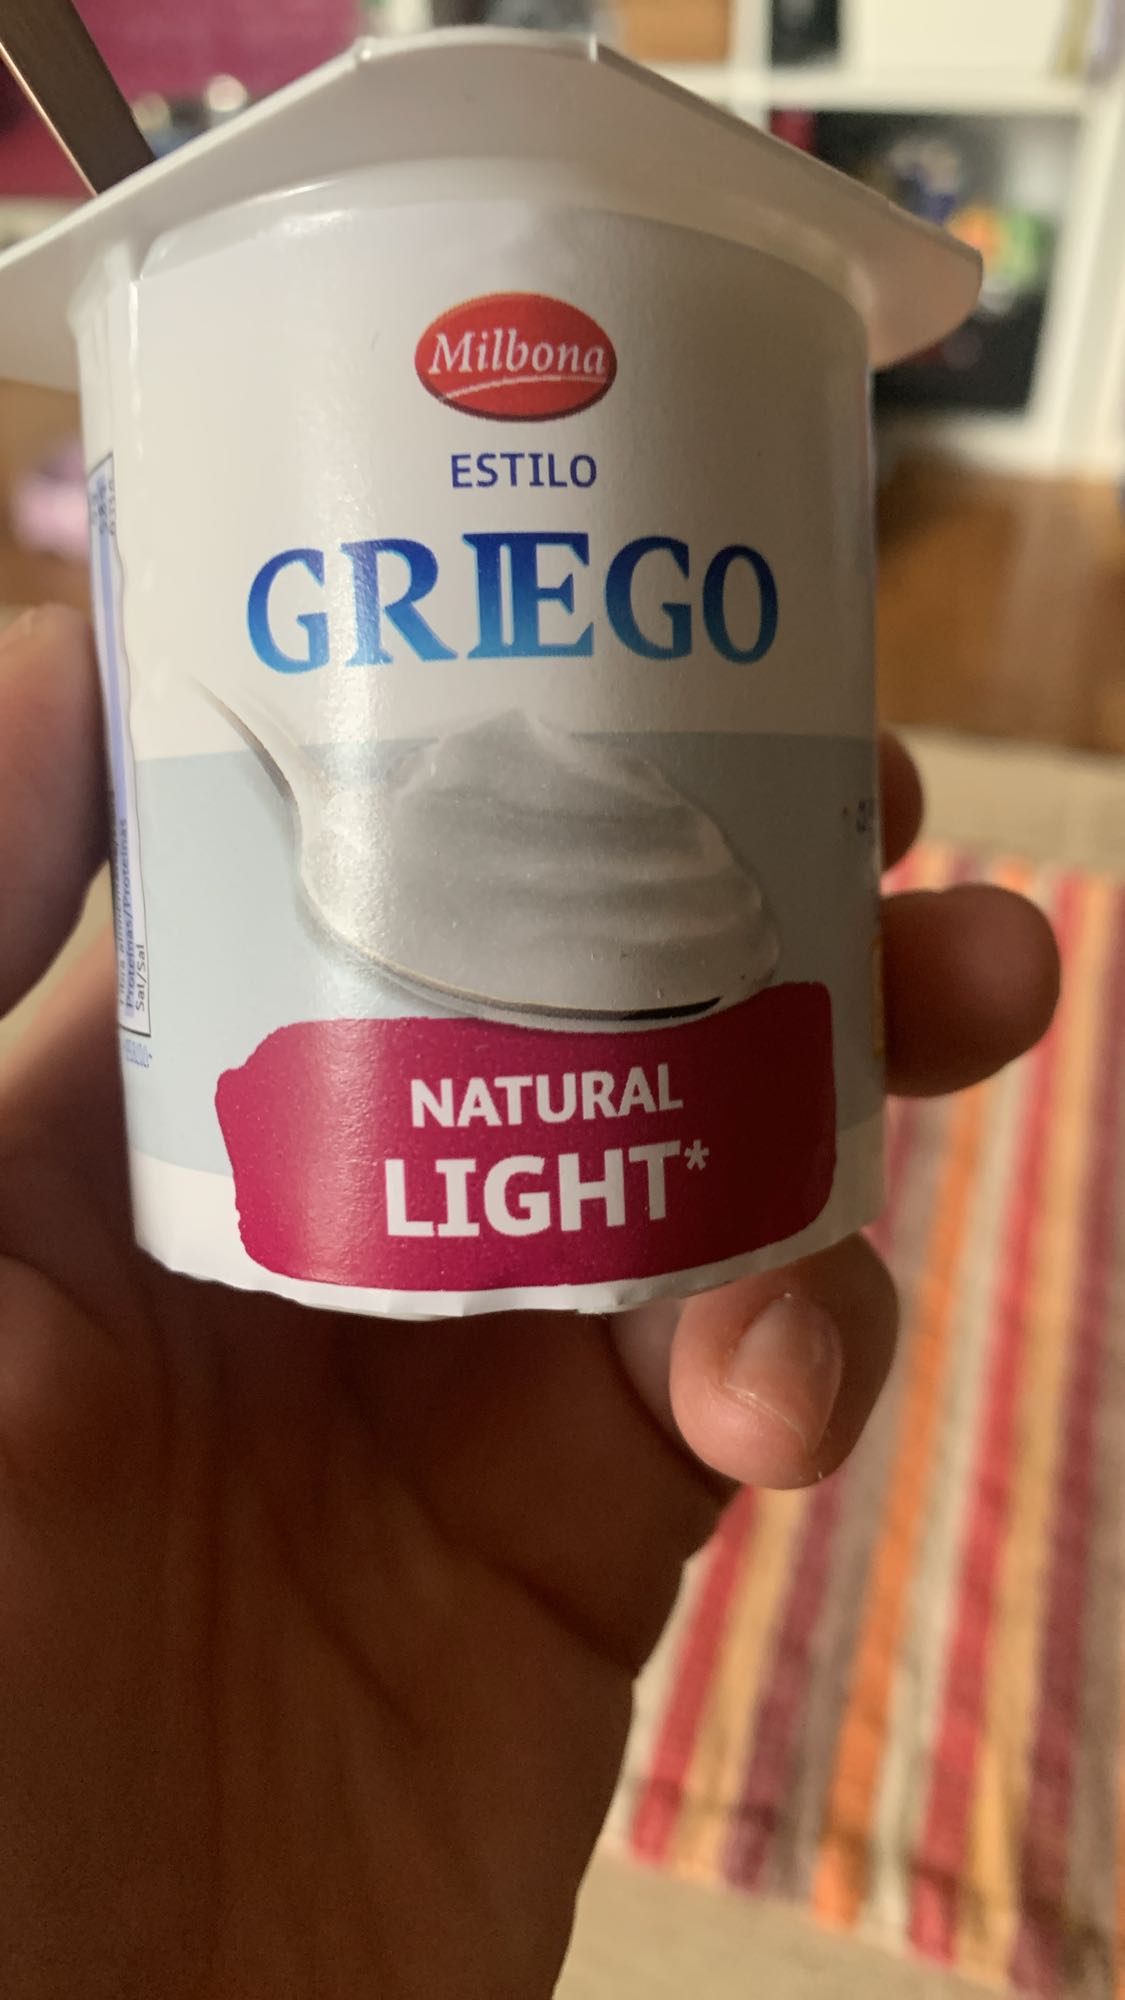 Milbona
ESTILO
GRIEGO
NATURAL
LIGHT*
Proteínas/Proteínas
Sal/Sal